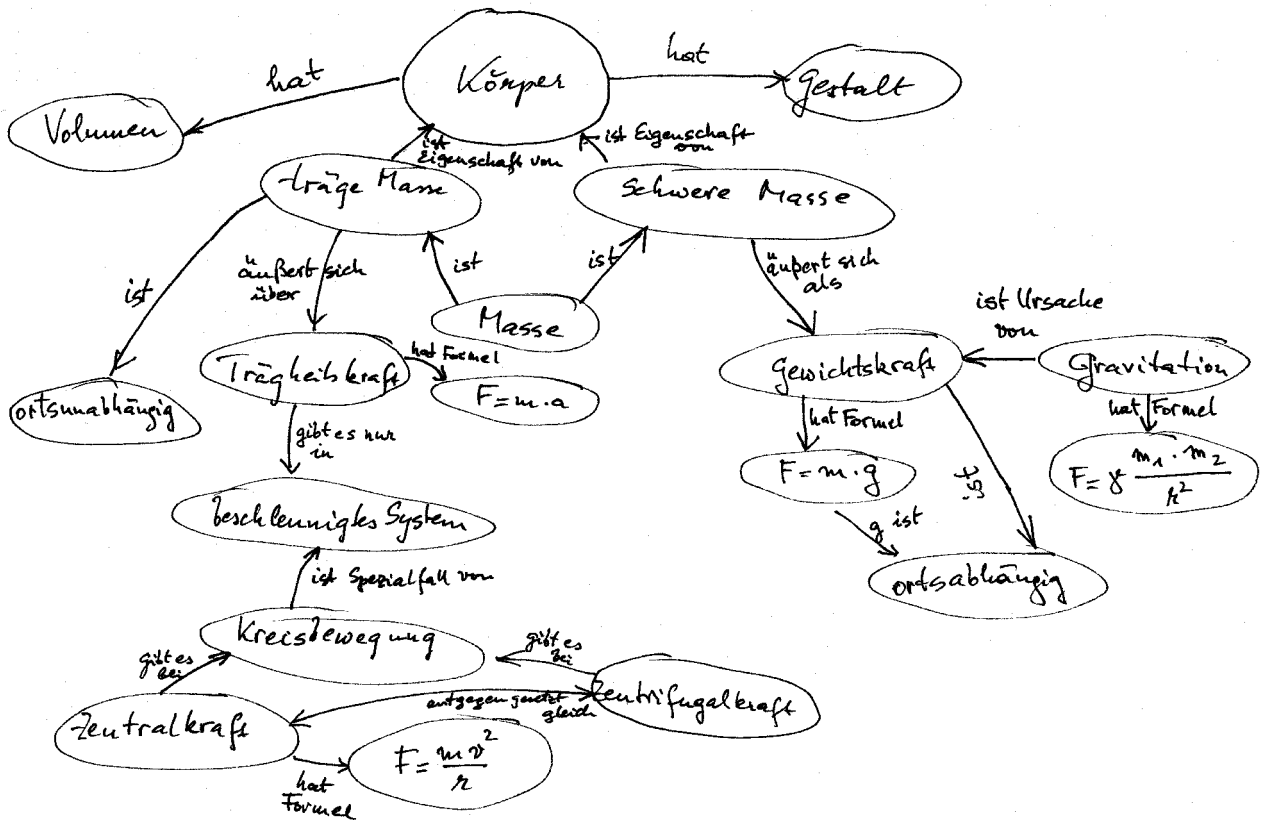 Körper
hat
hat
Gestalt
Volumen
ist
Eigenschaft von
ist Eigenschaft
von
träge Masse
Schwere Masse
ist
äußert sich
über
ist
ist
äußert sich
als
Masse
ist Ursache
von
Trägheitskraft
hat Formel
F = m · a
Gewichtskraft
Gravitation
ortsunabhängig
gibt es nur
in
hat Formel
hat Formel
F = m · g
F = γ m₁ · m₂ / r²
ist
g ist
beschleunigtes System
ortsabhängig
ist Spezialfall von
Kreisbewegung
gibt es
bei
gibt es
bei
Zentralkraft
entgegengesetzt
gleich
Zentrifugalkraft
hat
Formel
F = mv² / r